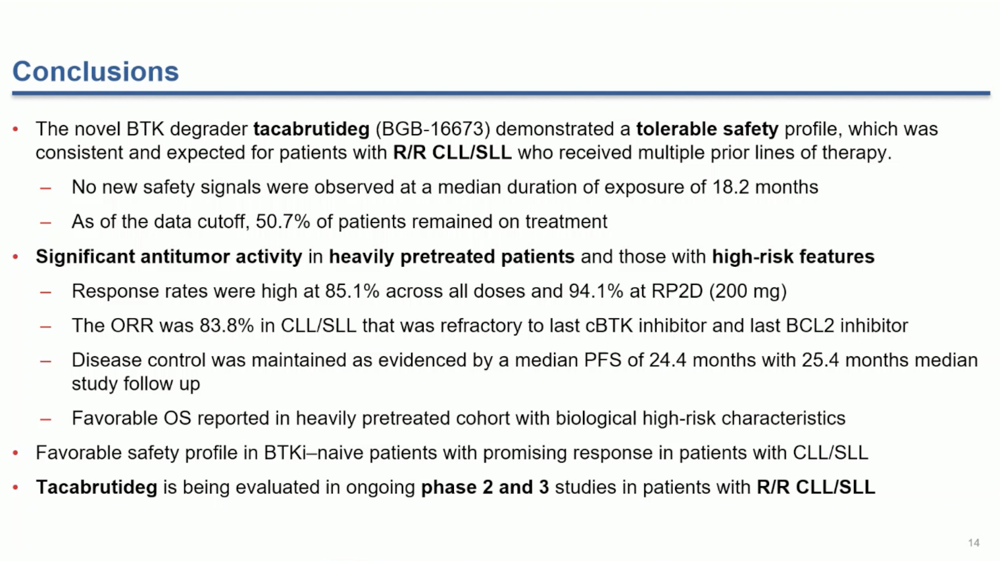 Conclusions
• The novel BTK degrader tacabrutideg (BGB-16673) demonstrated a tolerable safety profile, which was
consistent and expected for patients with R/R CLL/SLL who received multiple prior lines of therapy.
– No new safety signals were observed at a median duration of exposure of 18.2 months
– As of the data cutoff, 50.7% of patients remained on treatment
• Significant antitumor activity in heavily pretreated patients and those with high-risk features
– Response rates were high at 85.1% across all doses and 94.1% at RP2D (200 mg)
– The ORR was 83.8% in CLL/SLL that was refractory to last cBTK inhibitor and last BCL2 inhibitor
– Disease control was maintained as evidenced by a median PFS of 24.4 months with 25.4 months median
study follow up
– Favorable OS reported in heavily pretreated cohort with biological high-risk characteristics
• Favorable safety profile in BTKi–naive patients with promising response in patients with CLL/SLL
• Tacabrutideg is being evaluated in ongoing phase 2 and 3 studies in patients with R/R CLL/SLL
14